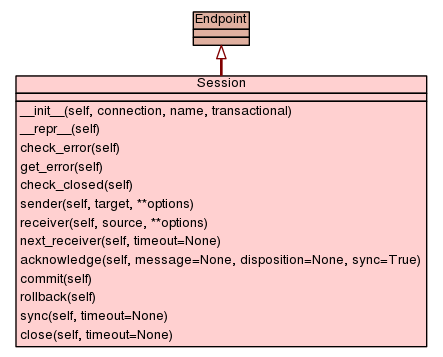 Endpoint
Session
__init__(self, connection, name, transactional)
__repr__(self)
check_error(self)
get_error(self)
check_closed(self)
sender(self, target, **options)
receiver(self, source, **options)
next_receiver(self, timeout=None)
acknowledge(self, message=None, disposition=None, sync=True)
commit(self)
rollback(self)
sync(self, timeout=None)
close(self, timeout=None)